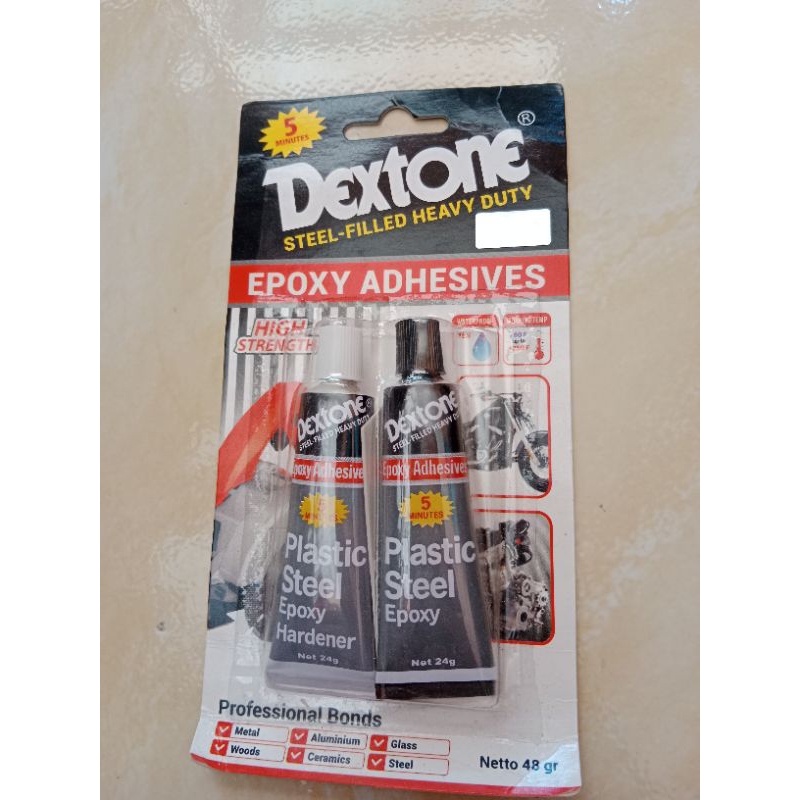 5
MINUTES
DEXTONE®
STEEL-FILLED HEAVY DUTY
EPOXY ADHESIVES
HIGH
STRENGTH
DEXTONE
STEEL-FILLED HEAVY DUTY
Epoxy Adhesives
5
MINUTES
Plastic
Steel
Epoxy
Hardener
Net 24g
DEXTONE
STEEL-FILLED HEAVY DUTY
Epoxy Adhesives
5
MINUTES
Plastic
Steel
Epoxy
Net 24g
Professional Bonds
Metal
Aluminium
Glass
Woods
Ceramics
Steel
Netto 48 gr